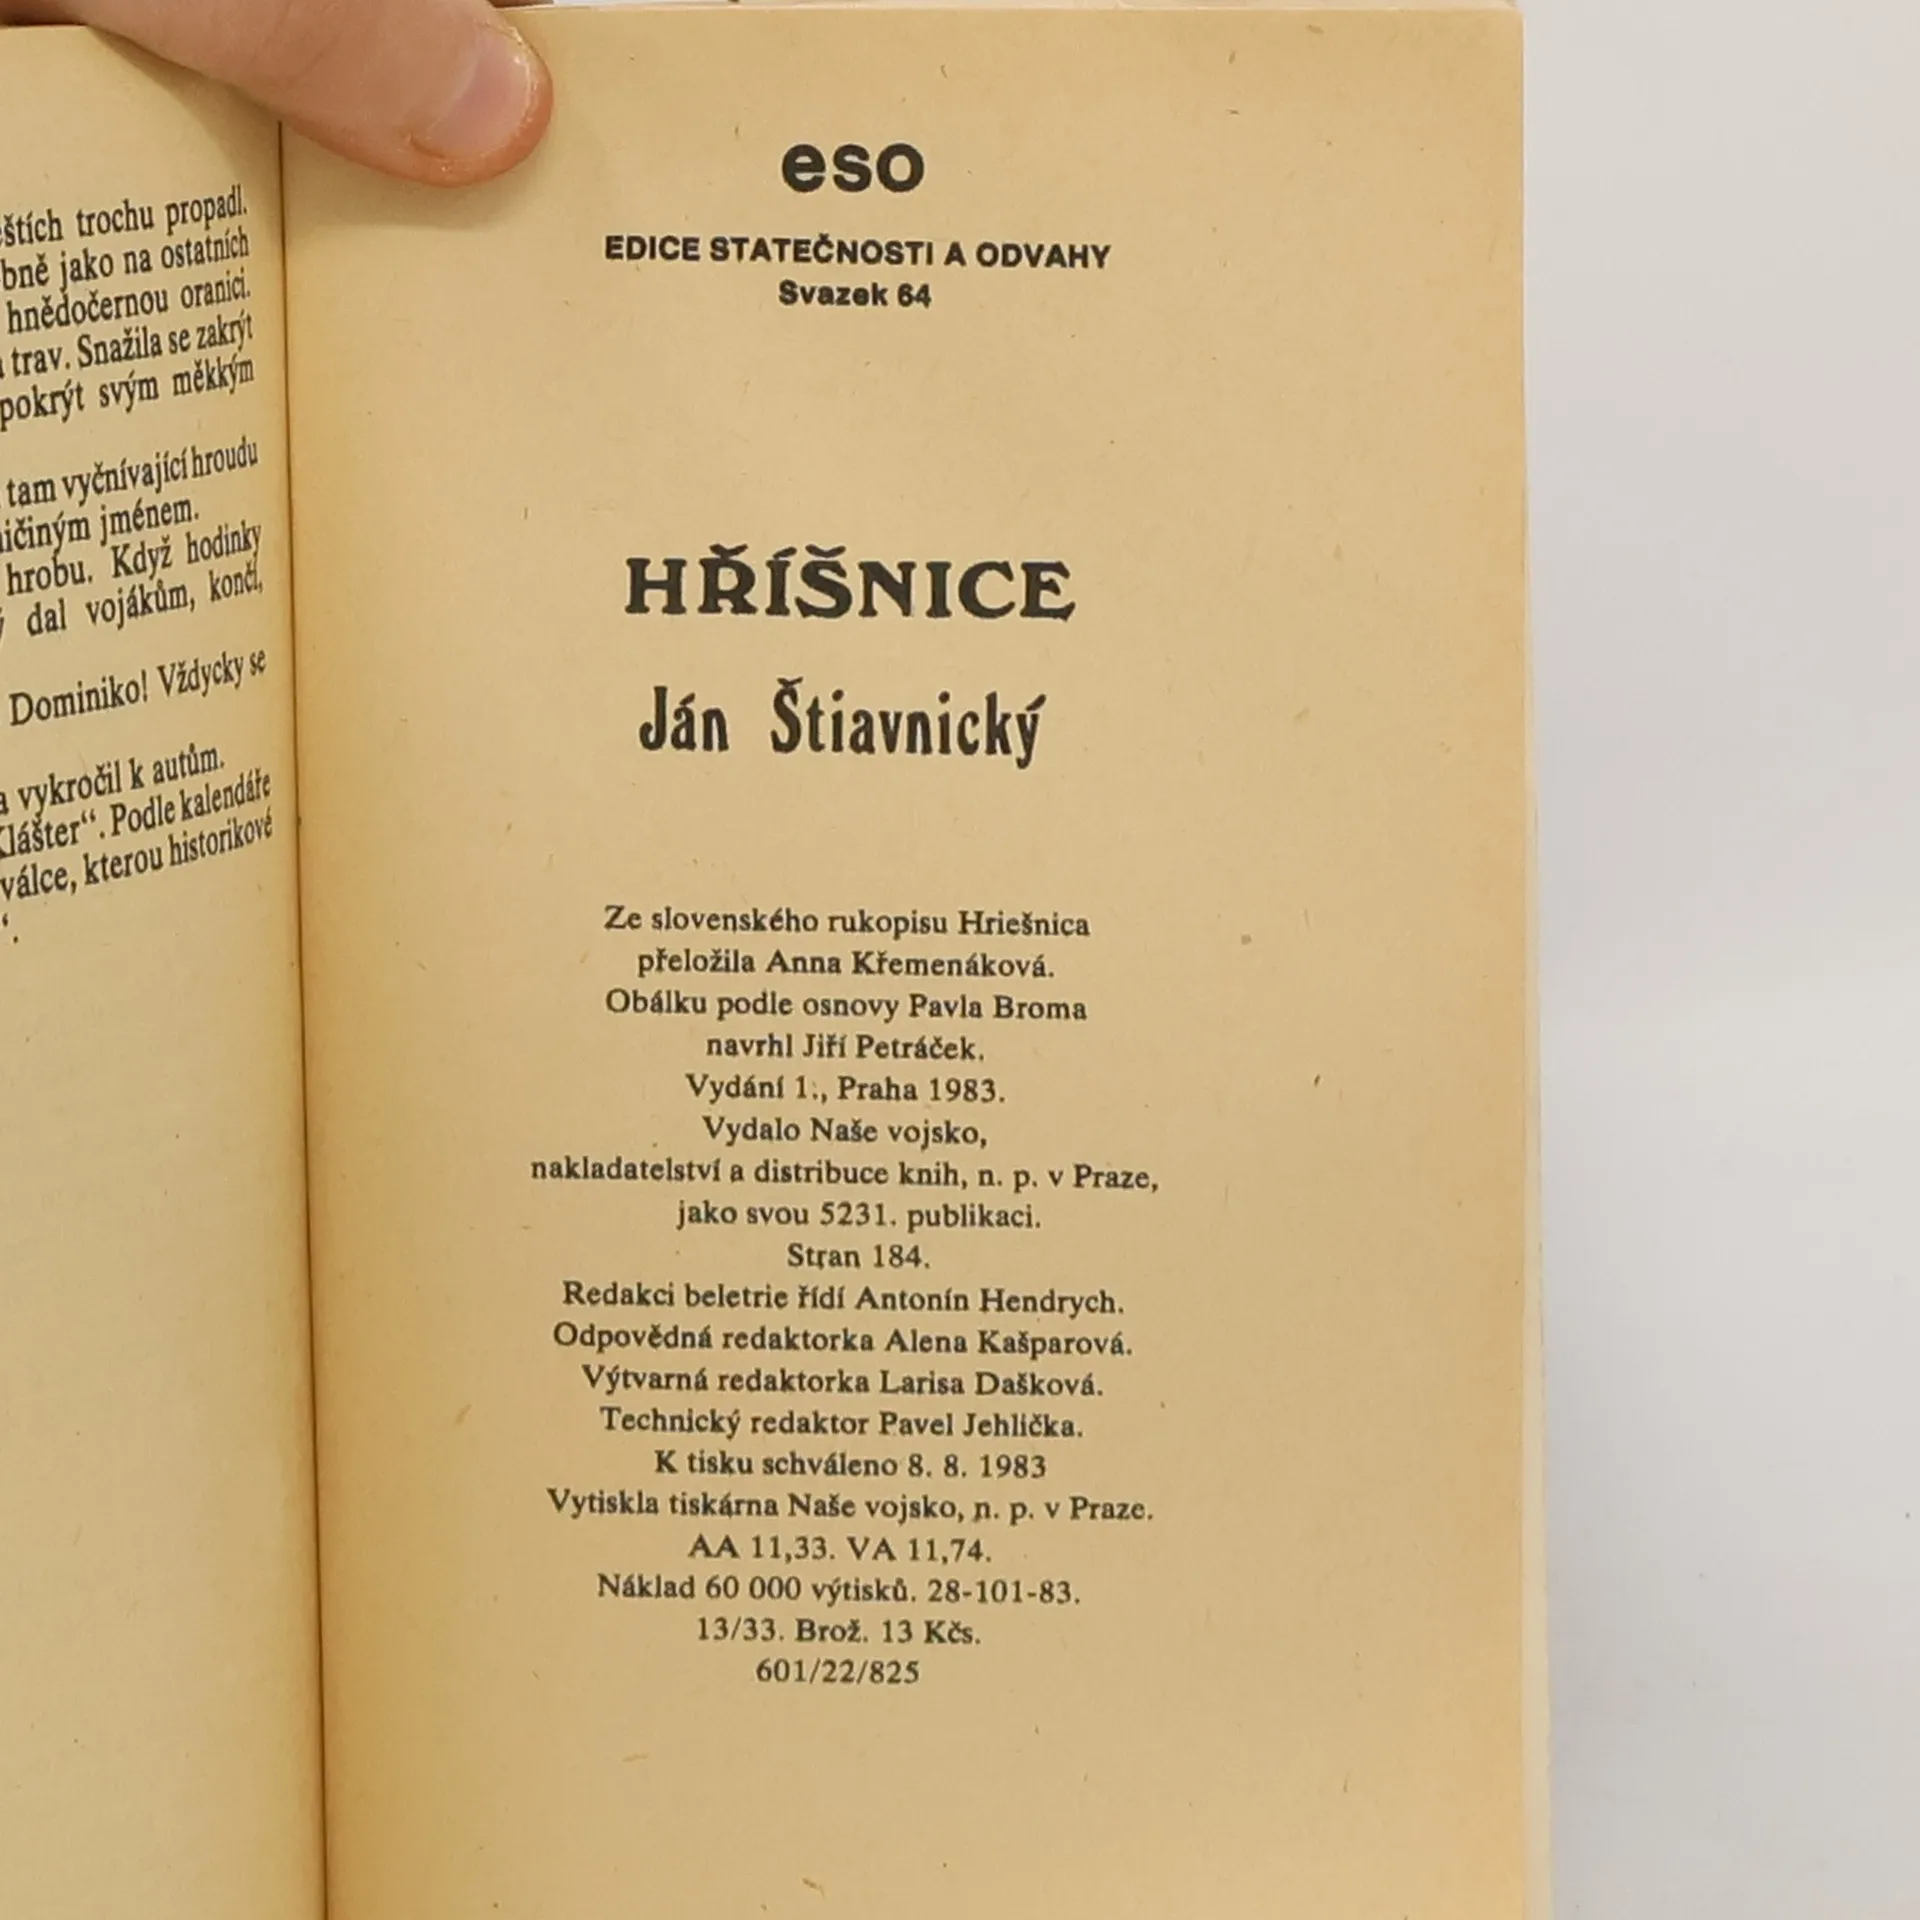 trochu propadl.
jako na ostatních
hnědočernou oranici.
trav. Snažila se zakrýt
pokrýt svým měkkým
tam vyčnívající hroudu
jménem.
hrobu. Když hodinky
dal vojákům, končí,
Dominiko! Vždycky se
a vykročil k autům.
Klášter“. Podle kalendáře
válce, kterou historikové
“.
eso
EDICE STATEČNOSTI A ODVAHY
Svazek 64
HŘÍŠNICE
Ján Štiavnický
Ze slovenského rukopisu Hriešnica
přeložila Anna Křemenáková.
Obálku podle osnovy Pavla Broma
navrhl Jiří Petráček.
Vydání 1., Praha 1983.
Vydalo Naše vojsko,
nakladatelství a distribuce knih, n. p. v Praze,
jako svou 5231. publikaci.
Stran 184.
Redakci beletrie řídí Antonín Hendrych.
Odpovědná redaktorka Alena Kašparová.
Výtvarná redaktorka Larisa Dašková.
Technický redaktor Pavel Jehlička.
K tisku schváleno 8. 8. 1983
Vytiskla tiskárna Naše vojsko, n. p. v Praze.
AA 11,33. VA 11,74.
Náklad 60 000 výtisků. 28-101-83.
13/33. Brož. 13 Kčs.
601/22/825